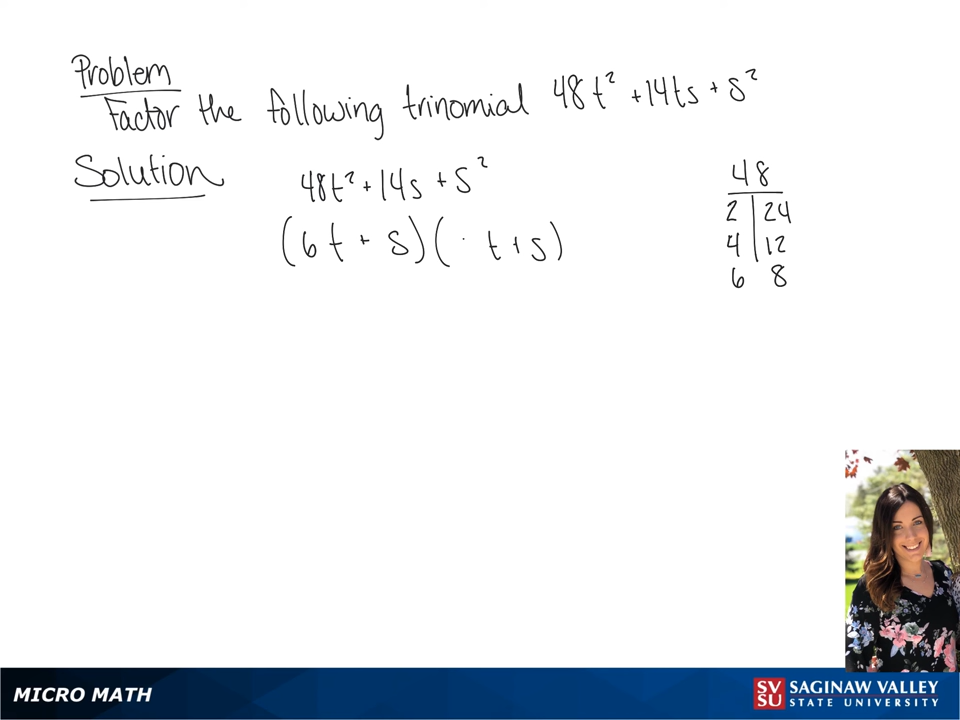 Problem
Factor the following trinomial 48t² + 14ts + s²
Solution
48t² + 14s + s²
(6t + s)( t + s)
48
2 | 24
4 | 12
6 8
MICRO MATH
SVSU SAGINAW VALLEY
STATE UNIVERSITY